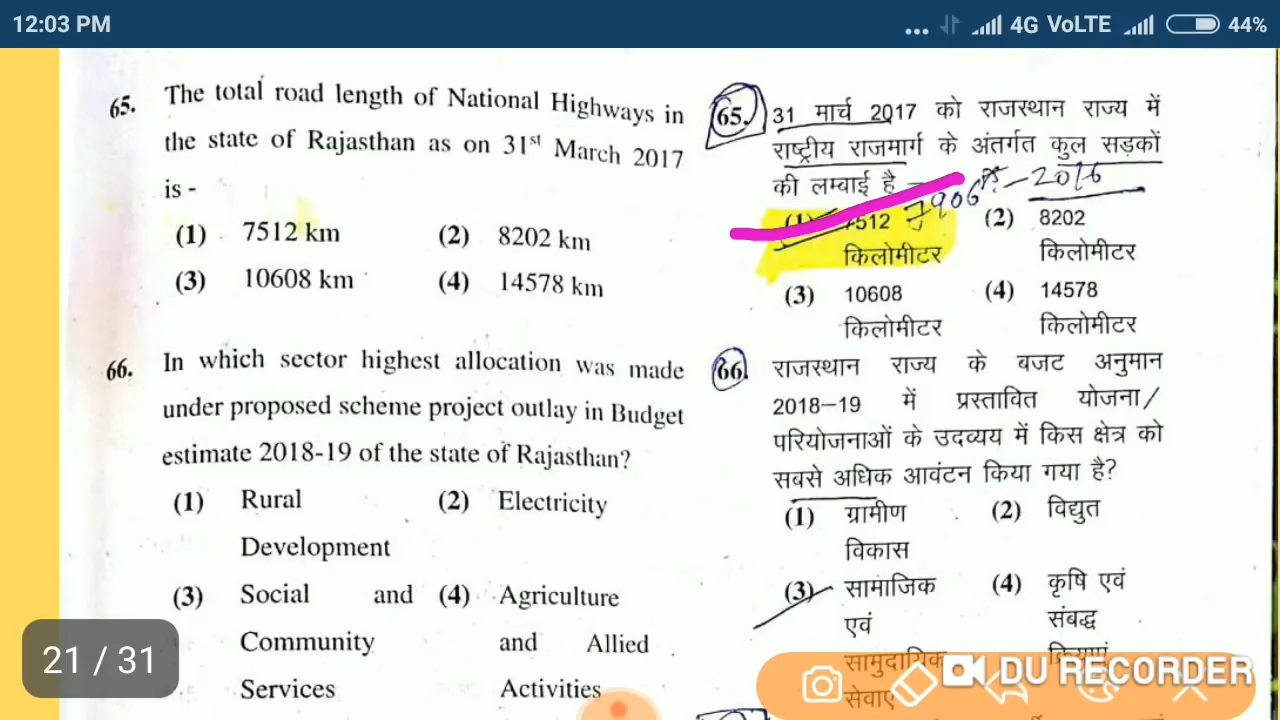 12:03 PM
... 4G VoLTE 44%
65. The total road length of National Highways in
the state of Rajasthan as on 31st March 2017
is -
(1) 7512 km (2) 8202 km
(3) 10608 km (4) 14578 km
66. In which sector highest allocation was made
under proposed scheme project outlay in Budget
estimate 2018-19 of the state of Rajasthan?
(1) Rural (2) Electricity
Development
(3) Social and (4) Agriculture
Community and Allied
Services Activities
65. 31 मार्च 2017 को राजस्थान राज्य में
राष्ट्रीय राजमार्ग के अंतर्गत कुल सड़कों
की लम्बाई है – 7906 – 2016
(1) 7512 (2) 8202
किलोमीटर किलोमीटर
(3) 10608 (4) 14578
किलोमीटर किलोमीटर
66. राजस्थान राज्य के बजट अनुमान
2018–19 में प्रस्तावित योजना/
परियोजनाओं के उदव्यय में किस क्षेत्र को
सबसे अधिक आवंटन किया गया है?
(1) ग्रामीण (2) विद्युत
विकास
(3) सामाजिक (4) कृषि एवं
एवं संबद्ध
सामुदायिक क्रियाएं
सेवाएं
21 / 31
DU RECORDER